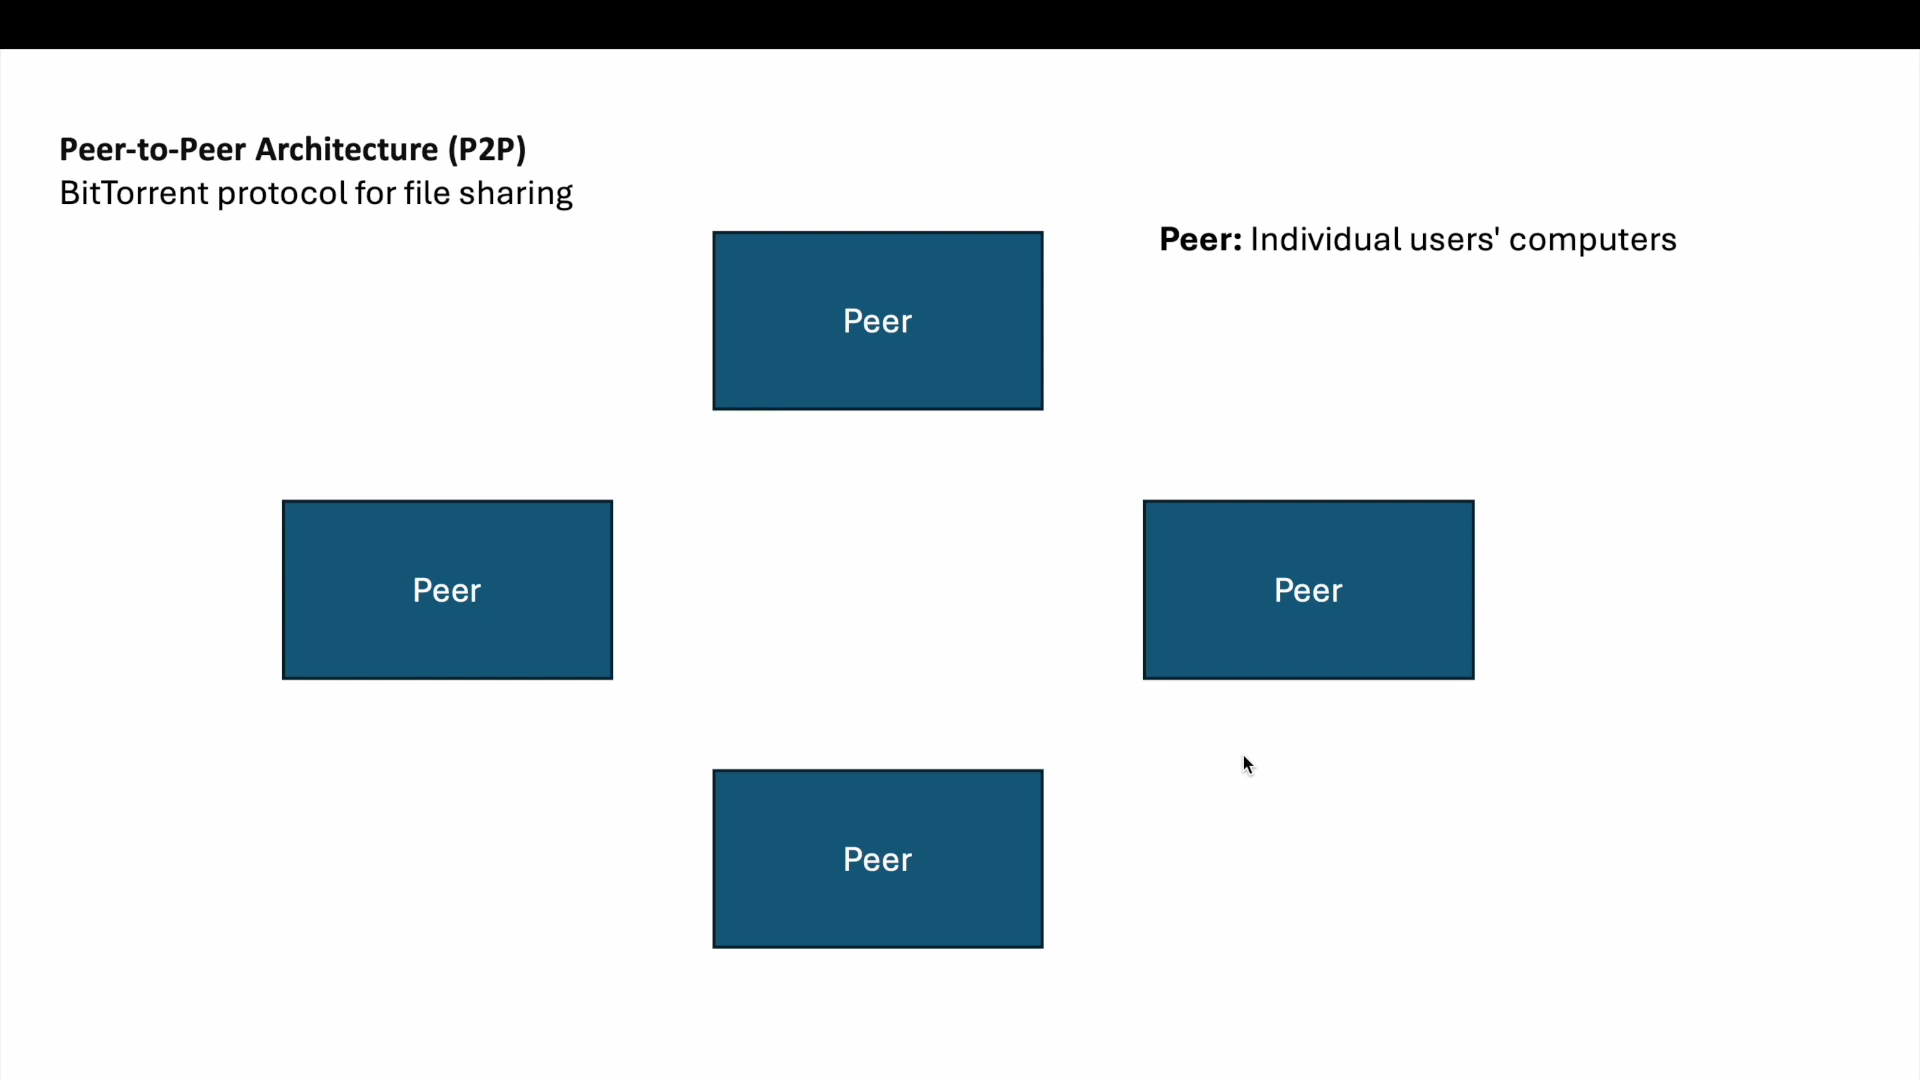 Peer-to-Peer Architecture (P2P)
BitTorrent protocol for file sharing
Peer: Individual users' computers
Peer
Peer
Peer
Peer